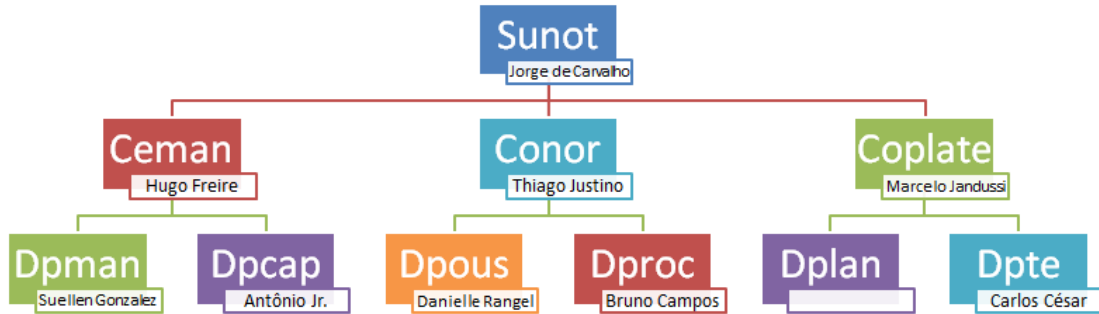 Sunot
Jorge de Carvalho
Ceman
Hugo Freire
Conor
Thiago Justino
Coplate
Marcelo Jandussi
Dpman
Suellen Gonzalez
Dpcap
Antônio Jr.
Dpous
Danielle Rangel
Dproc
Bruno Campos
Dplan
Dpte
Carlos César